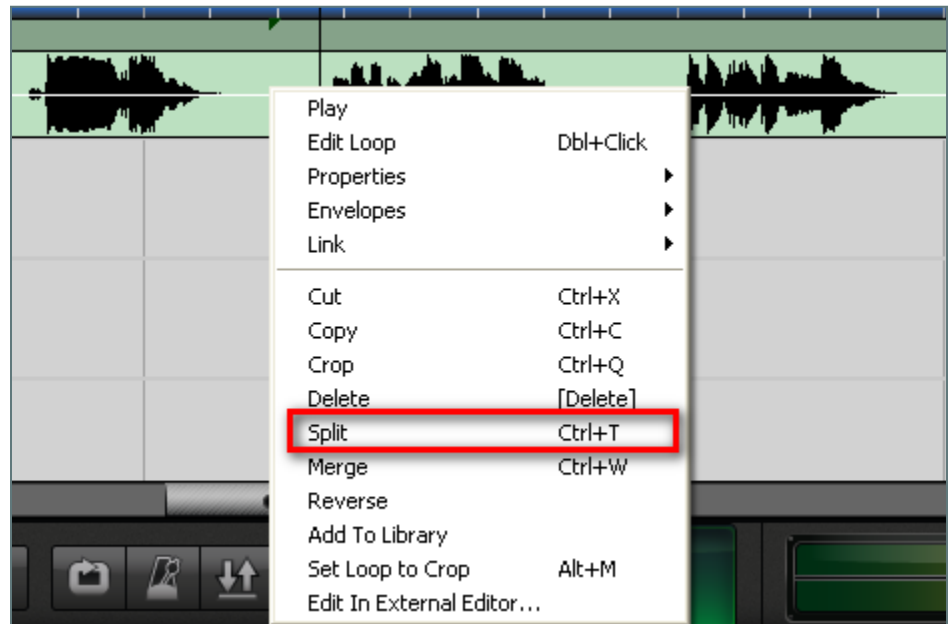 Play
Edit Loop Dbl+Click
Properties
Envelopes
Link
Cut Ctrl+X
Copy Ctrl+C
Crop Ctrl+Q
Delete [Delete]
Split Ctrl+T
Merge Ctrl+W
Reverse
Add To Library
Set Loop to Crop Alt+M
Edit In External Editor...